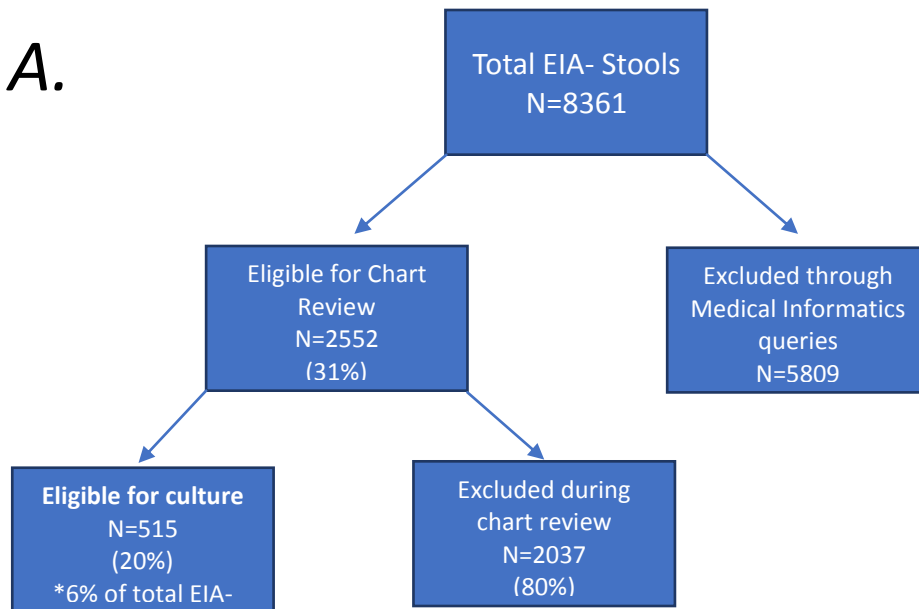 A.
Total EIA- Stools
N=8361
Eligible for Chart
Review
N=2552
(31%)
Excluded through
Medical Informatics
queries
N=5809
Eligible for culture
N=515
(20%)
*6% of total EIA-
Excluded during
chart review
N=2037
(80%)